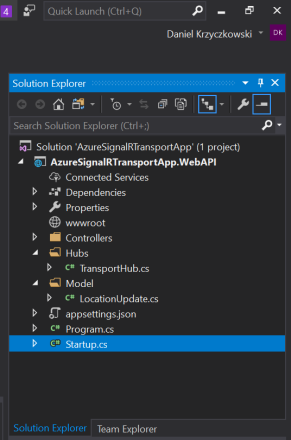 4
Quick Launch (Ctrl+Q)
Daniel Krzyczkowski
DK
Solution Explorer
Search Solution Explorer (Ctrl+;)
Solution 'AzureSignalRTransportApp' (1 project)
AzureSignalRTransportApp.WebAPI
Connected Services
Dependencies
Properties
wwwroot
Controllers
Hubs
C# TransportHub.cs
Model
C# LocationUpdate.cs
appsettings.json
C# Program.cs
C# Startup.cs
Solution Explorer Team Explorer